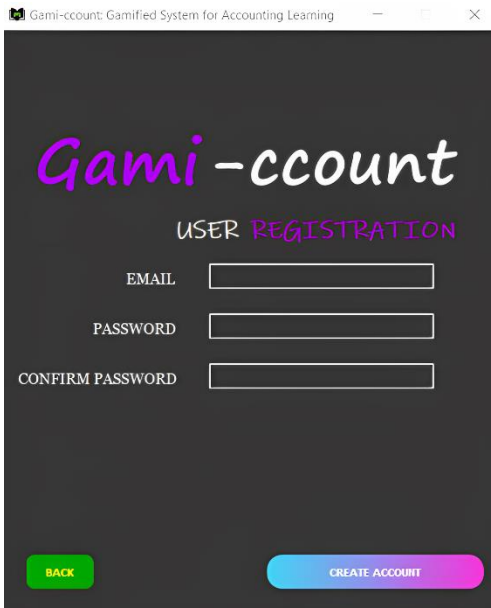 Gami-ccount: Gamified System for Accounting Learning
Gami-ccount
USER REGISTRATION
EMAIL
PASSWORD
CONFIRM PASSWORD
BACK
CREATE ACCOUNT